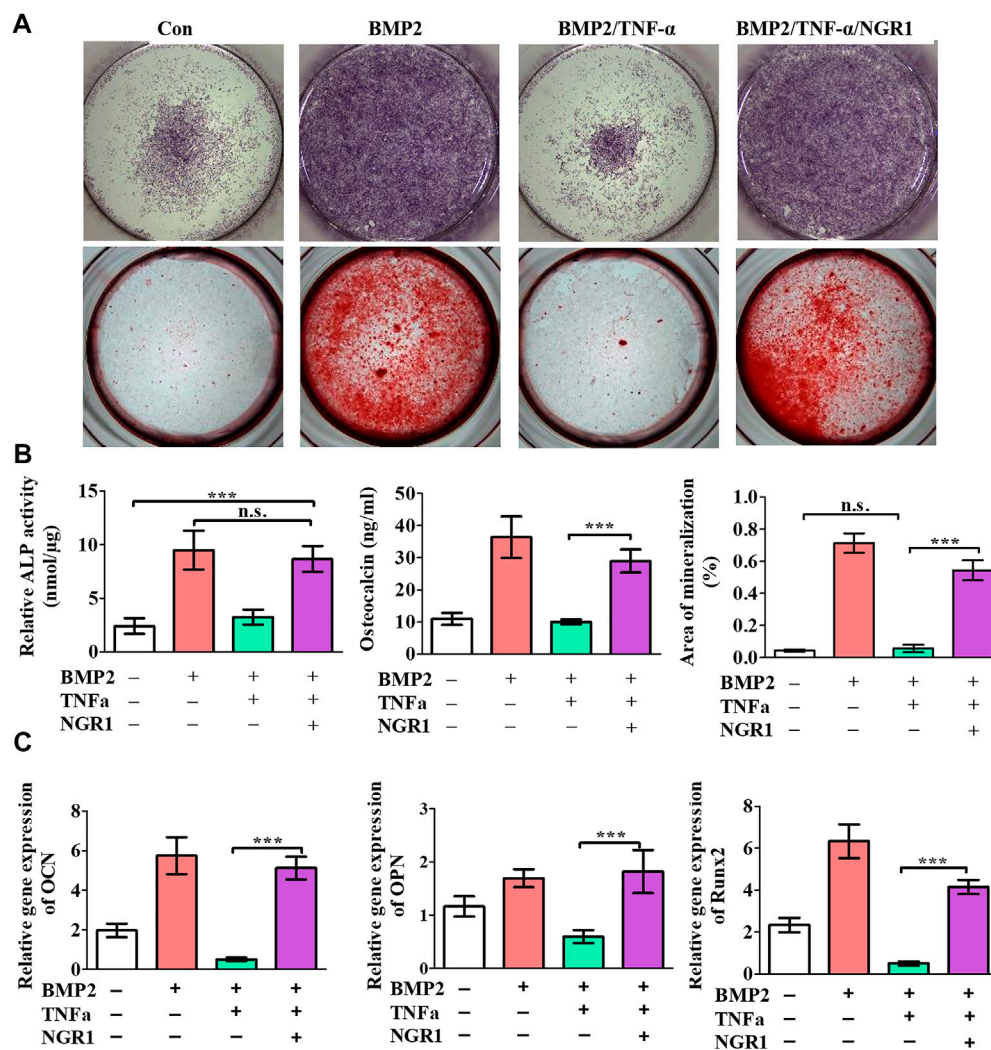 A
Con BMP2 BMP2/TNF-α BMP2/TNF-α/NGR1
B
Relative ALP activity
(nmol/μg)
15
10
5
0
***
n.s.
BMP2 – + + +
TNFa – – + +
NGR1 – – – +
Osteocalcin (ng/ml)
50
40
30
20
10
0
***
BMP2 – + + +
TNFa – – + +
NGR1 – – – +
Area of mineralization
(%)
1.0
0.8
0.6
0.4
0.2
0.0
n.s.
***
BMP2 – + + +
TNFa – – + +
NGR1 – – – +
C
Relative gene expression
of OCN
8
6
4
2
0
***
BMP2 – + + +
TNFa – – + +
NGR1 – – – +
Relative gene expression
of OPN
3
2
1
0
***
BMP2 – + + +
TNFa – – + +
NGR1 – – – +
Relative gene expression
of Runx2
8
6
4
2
0
***
BMP2 – + + +
TNFa – – + +
NGR1 – – – +